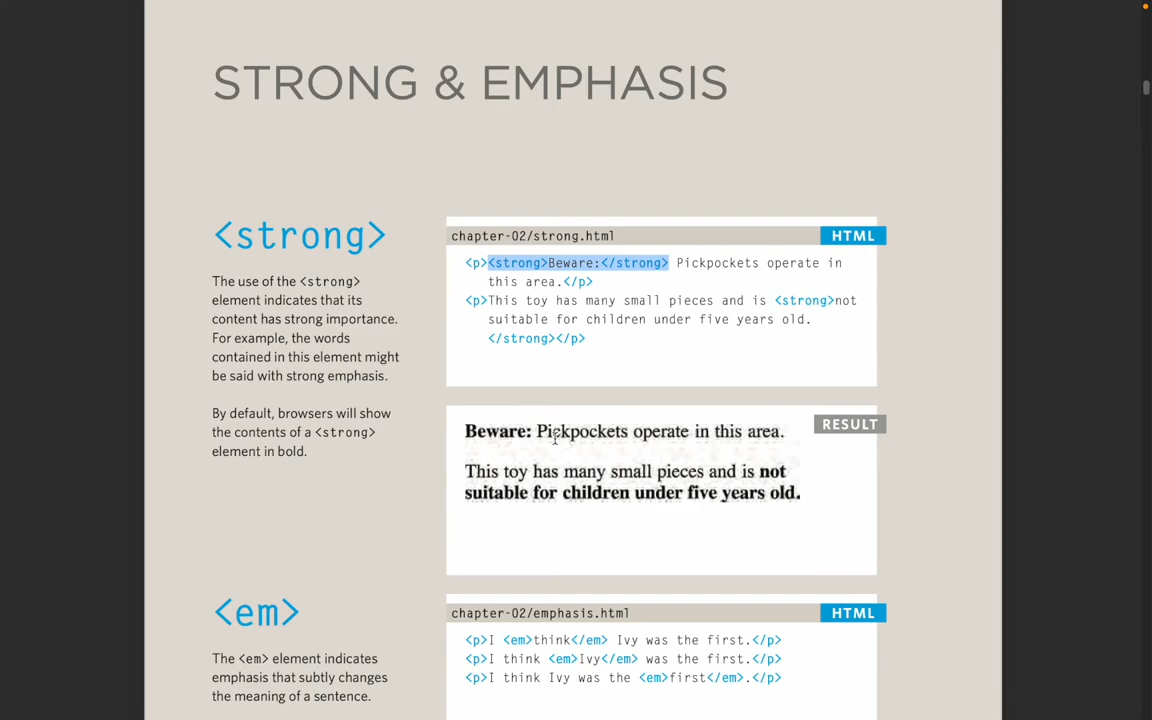 STRONG & EMPHASIS
<strong>
The use of the <strong>
element indicates that its
content has strong importance.
For example, the words
contained in this element might
be said with strong emphasis.
By default, browsers will show
the contents of a <strong>
element in bold.
chapter-02/strong.html
HTML
<p><strong>Beware:</strong> Pickpockets operate in
this area.</p>
<p>This toy has many small pieces and is <strong>not
suitable for children under five years old.
</strong></p>
RESULT
Beware: Pickpockets operate in this area.
This toy has many small pieces and is not
suitable for children under five years old.
<em>
The <em> element indicates
emphasis that subtly changes
the meaning of a sentence.
chapter-02/emphasis.html
HTML
<p>I <em>think</em> Ivy was the first.</p>
<p>I think <em>Ivy</em> was the first.</p>
<p>I think Ivy was the <em>first</em>.</p>